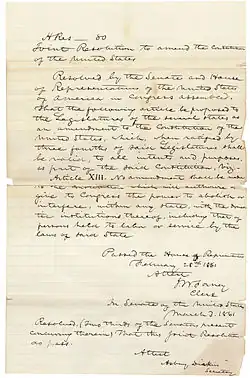 H Res — 80
Joint Resolution to amend the Constitution
of the United States
Resolved by the Senate and House
of Representatives of the United States
of America in Congress assembled.
That the following article be proposed to
the Legislatures of the several States as
an amendment to the Constitution of the
United States, which when ratified by
three fourths of said Legislatures shall
be valid, to all intents and purposes,
as part of the said Constitution, viz:
Article XIII. No amendment shall be made
to the Constitution which will authorize or
give to Congress the power to abolish or
interfere, within any State, with the domes-
tic institutions thereof, including that of
persons held to labor or service by the
laws of said State
Passed the House of Representatives
February 28th 1861
Attest
J W Forney
Clerk
In Senate of the United States
March 2. 1861
Resolved, (two thirds of the Senators present
concurring therein) that this joint Resolution
do pass.
Attest
Asbury Dickins
Secretary